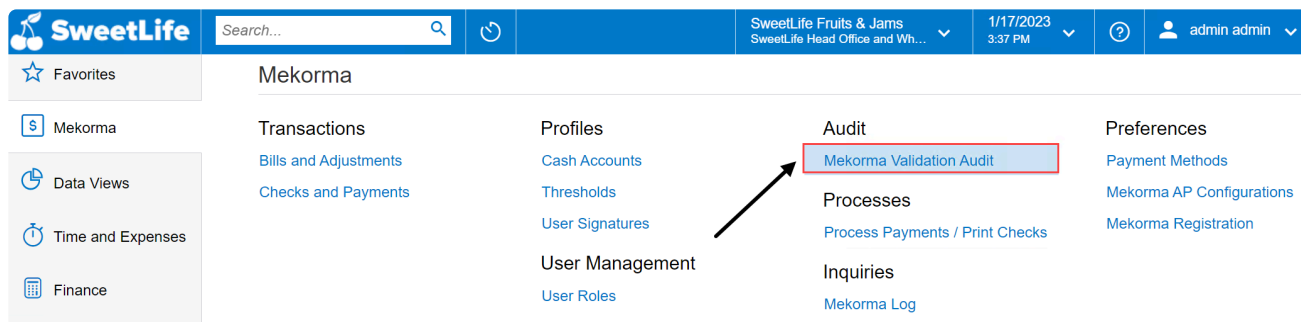 SweetLife
Search...
SweetLife Fruits & Jams
SweetLife Head Office and Wh...
1/17/2023
3:37 PM
admin admin
Favorites
Mekorma
Data Views
Time and Expenses
Finance
Mekorma
Transactions
Bills and Adjustments
Checks and Payments
Profiles
Cash Accounts
Thresholds
User Signatures
User Management
User Roles
Audit
Mekorma Validation Audit
Processes
Process Payments / Print Checks
Inquiries
Mekorma Log
Preferences
Payment Methods
Mekorma AP Configurations
Mekorma Registration